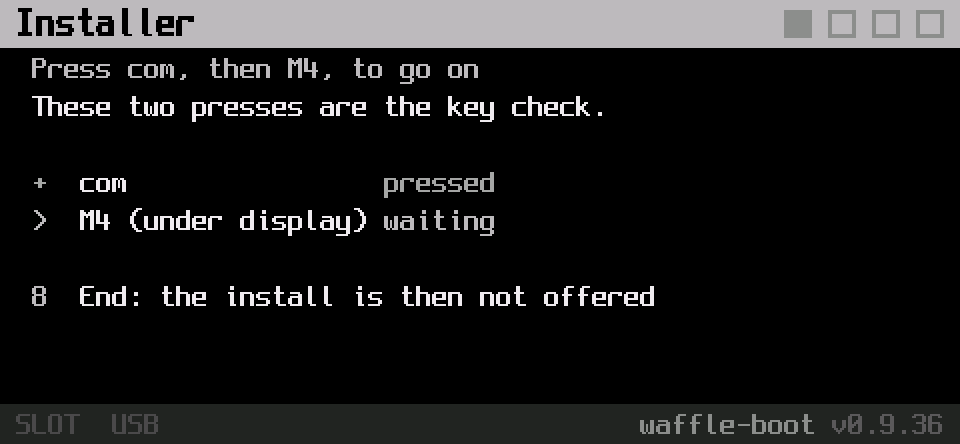 Installer
Press com, then M4, to go on
These two presses are the key check.
+ com pressed
> M4 (under display) waiting
8 End: the install is then not offered
SLOT USB waffle-boot v0.9.36